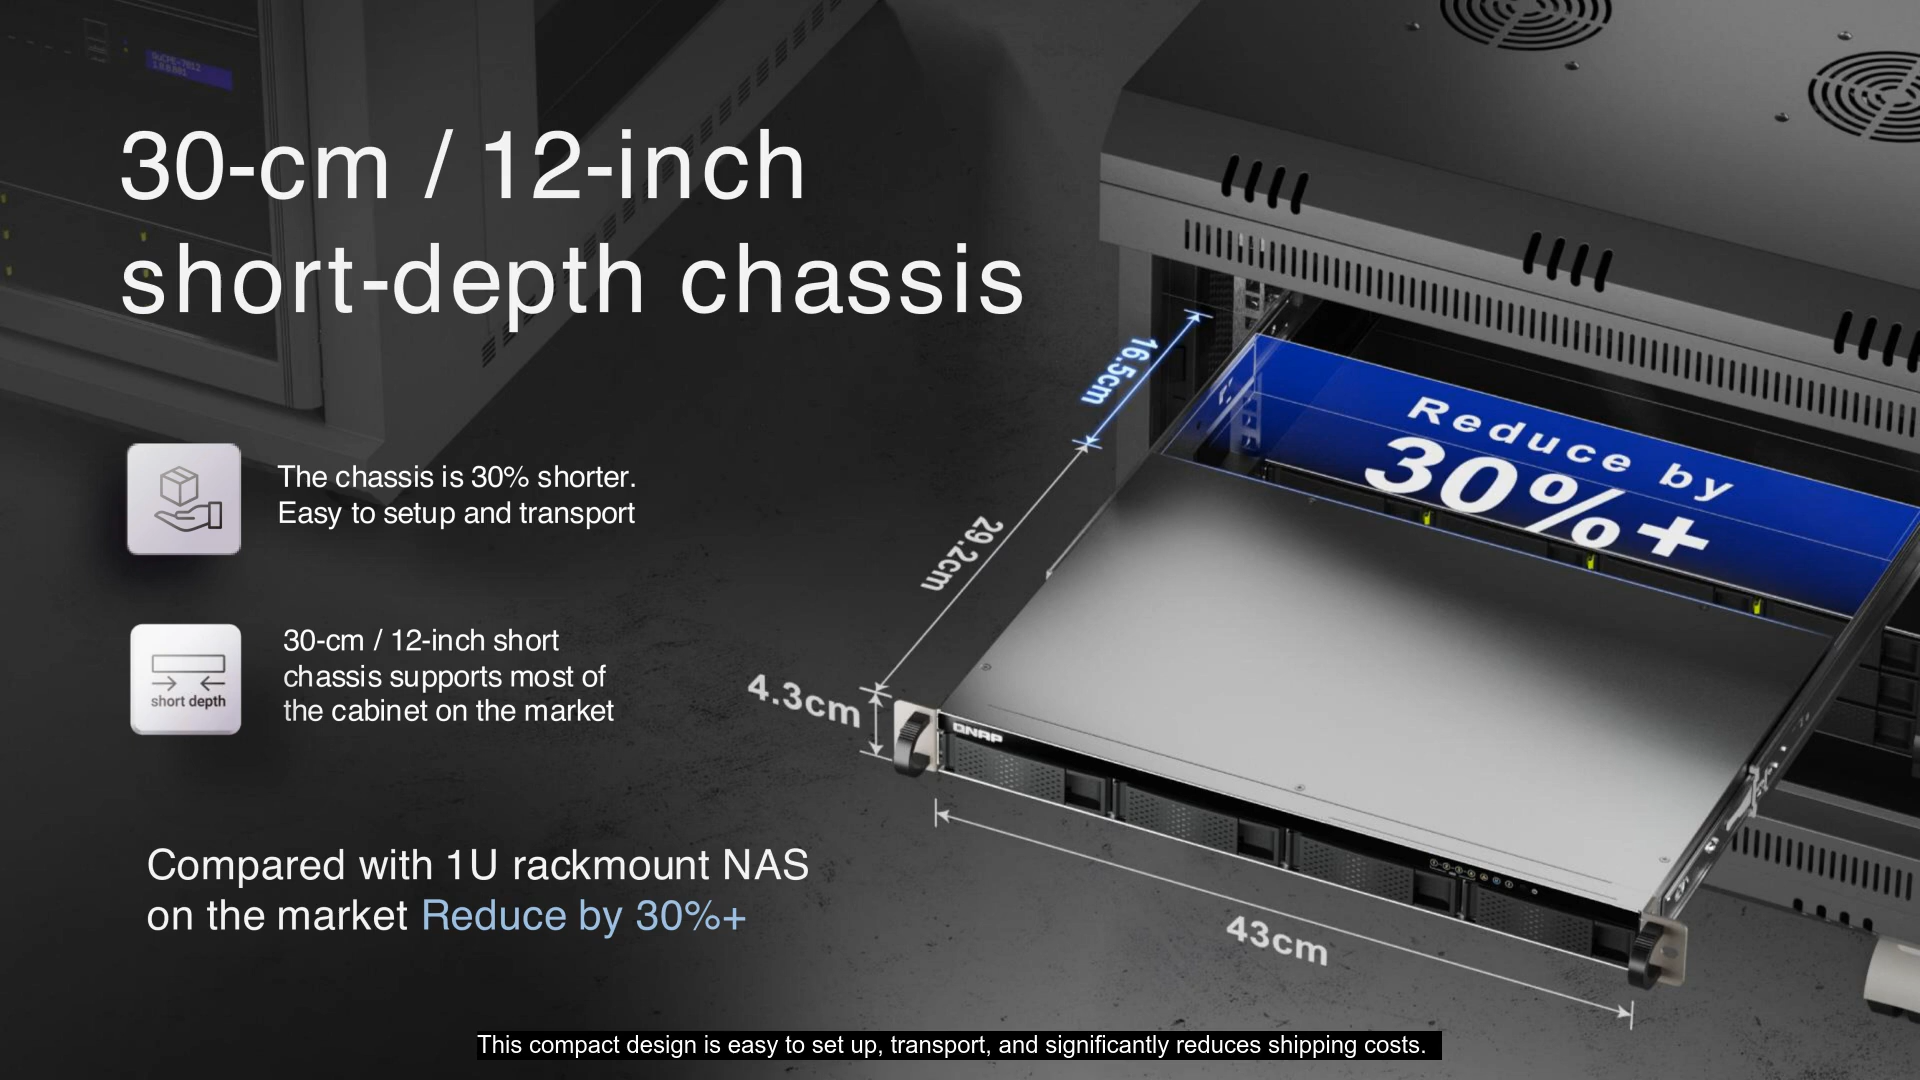 30-cm / 12-inch
short-depth chassis
The chassis is 30% shorter.
Easy to setup and transport
short depth
30-cm / 12-inch short
chassis supports most of
the cabinet on the market
Compared with 1U rackmount NAS
on the market Reduce by 30%+
16.5cm
29.2cm
4.3cm
43cm
Reduce by
30%+
QNAP
This compact design is easy to set up, transport, and significantly reduces shipping costs.